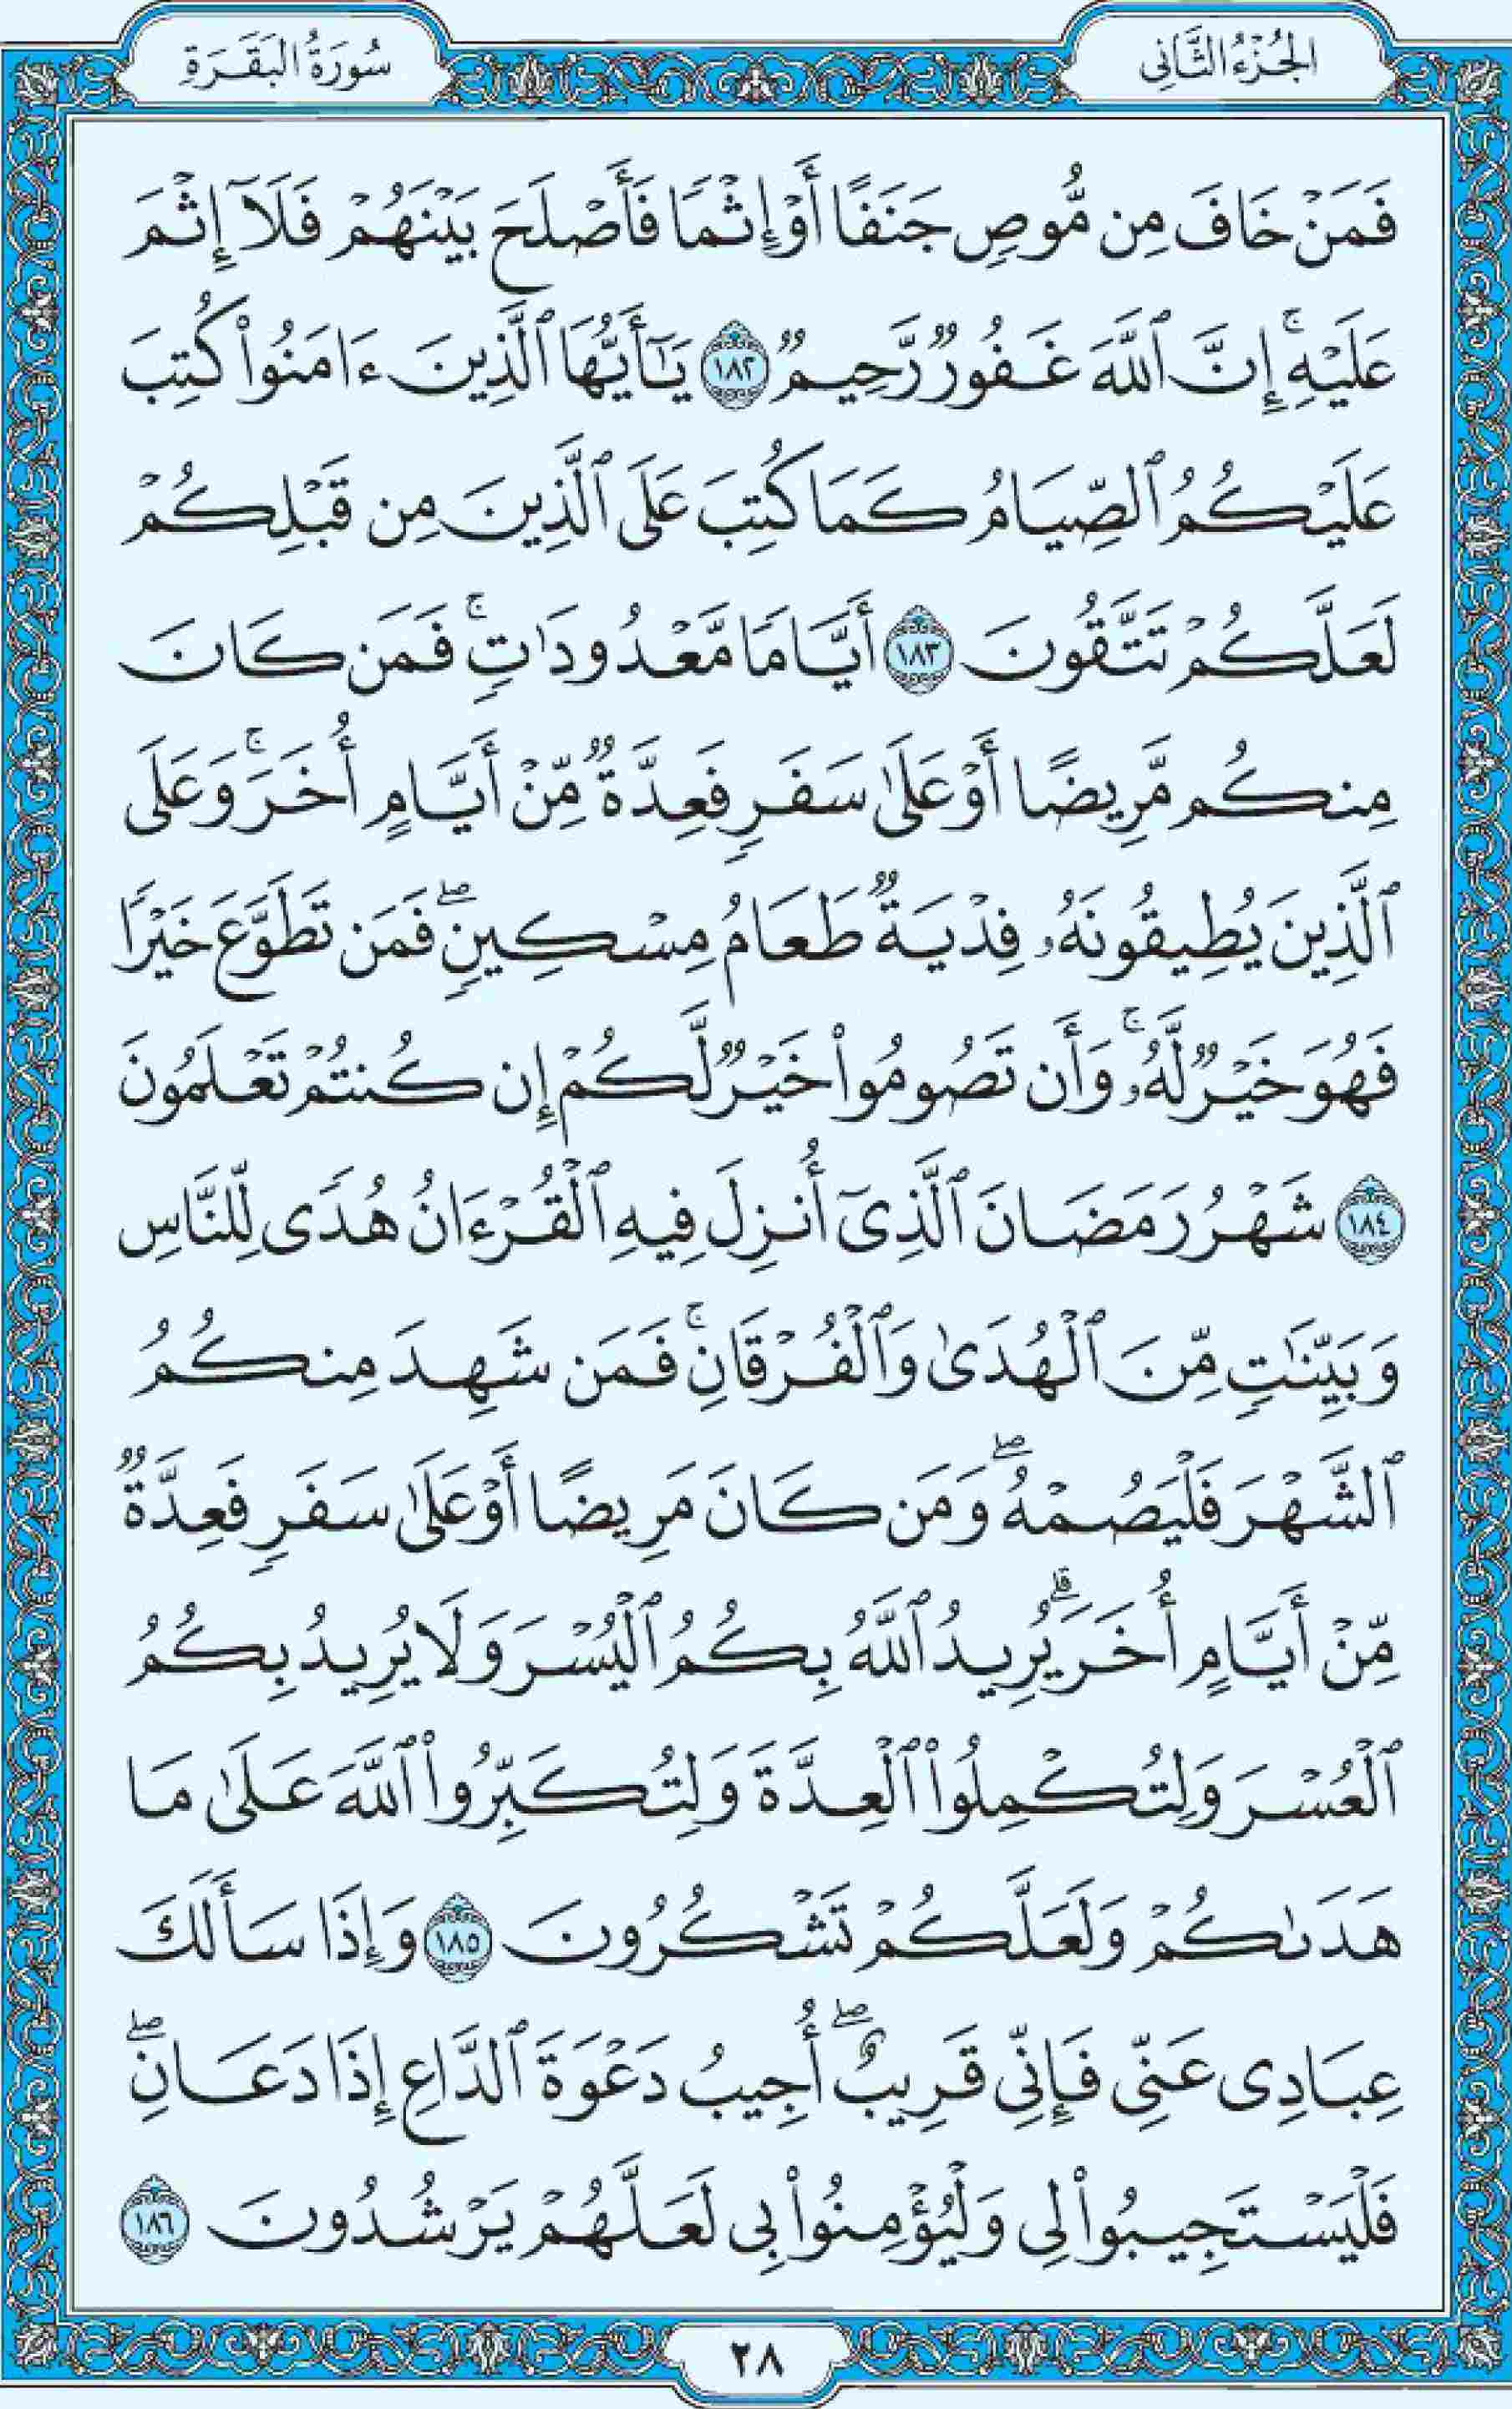 الجُزْءُ الثَّانِي
سُورَةُ البَقَرَةِ
فَمَنْ خَافَ مِن مُّوصٍ جَنَفًا أَوْ إِثْمًا فَأَصْلَحَ بَيْنَهُمْ فَلَآ إِثْمَ
عَلَيْهِۚ إِنَّ ٱللَّهَ غَفُورٌ رَّحِيمٌ ١٨٢ يَـٰٓأَيُّهَا ٱلَّذِينَ ءَامَنُوا۟ كُتِبَ
عَلَيْكُمُ ٱلصِّيَامُ كَمَا كُتِبَ عَلَى ٱلَّذِينَ مِن قَبْلِكُمْ
لَعَلَّكُمْ تَتَّقُونَ ١٨٣ أَيَّامًا مَّعْدُودَٰتٍۚ فَمَن كَانَ
مِنكُم مَّرِيضًا أَوْ عَلَىٰ سَفَرٍ فَعِدَّةٌ مِّنْ أَيَّامٍ أُخَرَۚ وَعَلَى
ٱلَّذِينَ يُطِيقُونَهُۥ فِدْيَةٌ طَعَامُ مِسْكِينٍۖ فَمَن تَطَوَّعَ خَيْرًا
فَهُوَ خَيْرٌ لَّهُۥۚ وَأَن تَصُومُوا۟ خَيْرٌ لَّكُمْ إِن كُنتُمْ تَعْلَمُونَ
١٨٤ شَهْرُ رَمَضَانَ ٱلَّذِىٓ أُنزِلَ فِيهِ ٱلْقُرْءَانُ هُدًى لِّلنَّاسِ
وَبَيِّنَـٰتٍ مِّنَ ٱلْهُدَىٰ وَٱلْفُرْقَانِۚ فَمَن شَهِدَ مِنكُمُ
ٱلشَّهْرَ فَلْيَصُمْهُۖ وَمَن كَانَ مَرِيضًا أَوْ عَلَىٰ سَفَرٍ فَعِدَّةٌ
مِّنْ أَيَّامٍ أُخَرَۗ يُرِيدُ ٱللَّهُ بِكُمُ ٱلْيُسْرَ وَلَا يُرِيدُ بِكُمُ
ٱلْعُسْرَ وَلِتُكْمِلُوا۟ ٱلْعِدَّةَ وَلِتُكَبِّرُوا۟ ٱللَّهَ عَلَىٰ مَا
هَدَىٰكُمْ وَلَعَلَّكُمْ تَشْكُرُونَ ١٨٥ وَإِذَا سَأَلَكَ
عِبَادِى عَنِّى فَإِنِّى قَرِيبٌۖ أُجِيبُ دَعْوَةَ ٱلدَّاعِ إِذَا دَعَانِۖ
فَلْيَسْتَجِيبُوا۟ لِى وَلْيُؤْمِنُوا۟ بِى لَعَلَّهُمْ يَرْشُدُونَ ١٨٦
٢٨